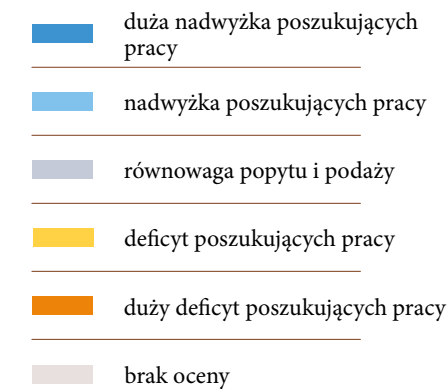 duża nadwyżka poszukujących
pracy
nadwyżka poszukujących pracy
równowaga popytu i podaży
deficyt poszukujących pracy
duży deficyt poszukujących pracy
brak oceny